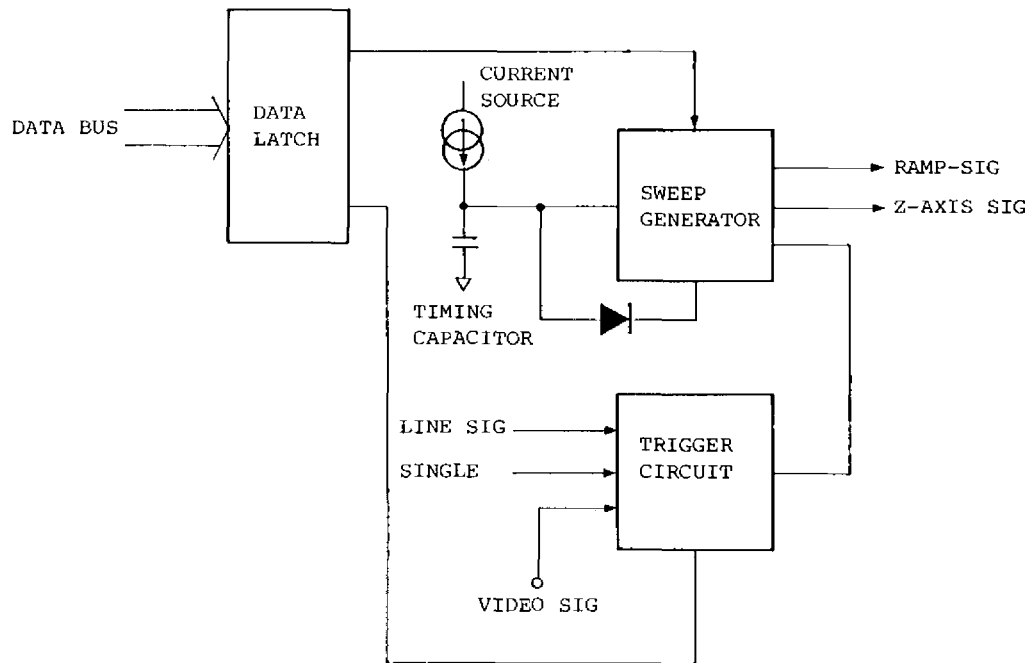 DATA BUS
DATA
LATCH
CURRENT
SOURCE
TIMING
CAPACITOR
SWEEP
GENERATOR
RAMP-SIG
Z-AXIS SIG
LINE SIG
SINGLE
VIDEO SIG
TRIGGER
CIRCUIT